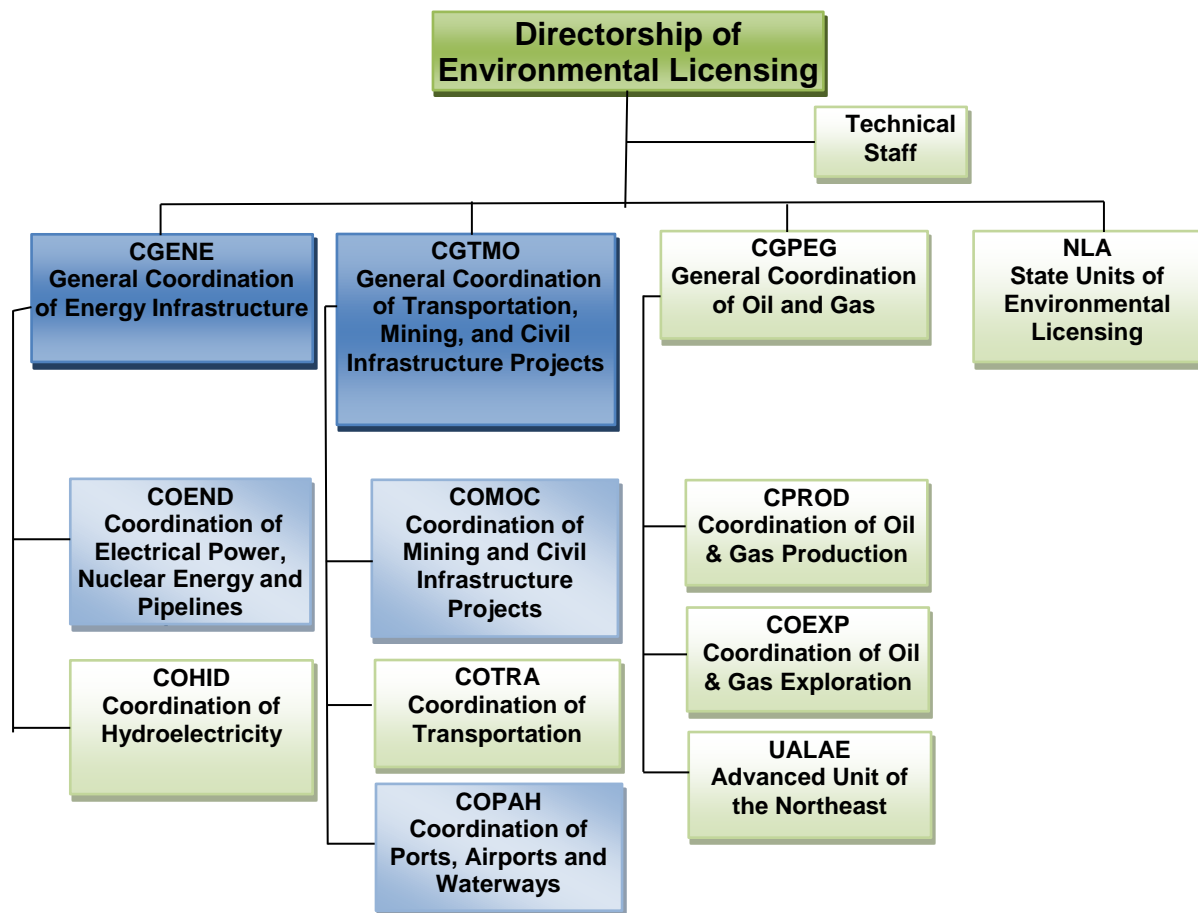 Directorship of
Environmental Licensing
Technical
Staff
CGENE
General Coordination
of Energy Infrastructure
CGTMO
General Coordination
of Transportation,
Mining, and Civil
Infrastructure Projects
CGPEG
General Coordination
of Oil and Gas
NLA
State Units of
Environmental
Licensing
COEND
Coordination of
Electrical Power,
Nuclear Energy and
Pipelines
COMOC
Coordination of
Mining and Civil
Infrastructure
Projects
CPROD
Coordination of Oil
& Gas Production
COHID
Coordination of
Hydroelectricity
COTRA
Coordination of
Transportation
COEXP
Coordination of Oil
& Gas Exploration
COPAH
Coordination of
Ports, Airports and
Waterways
UALAE
Advanced Unit of
the Northeast